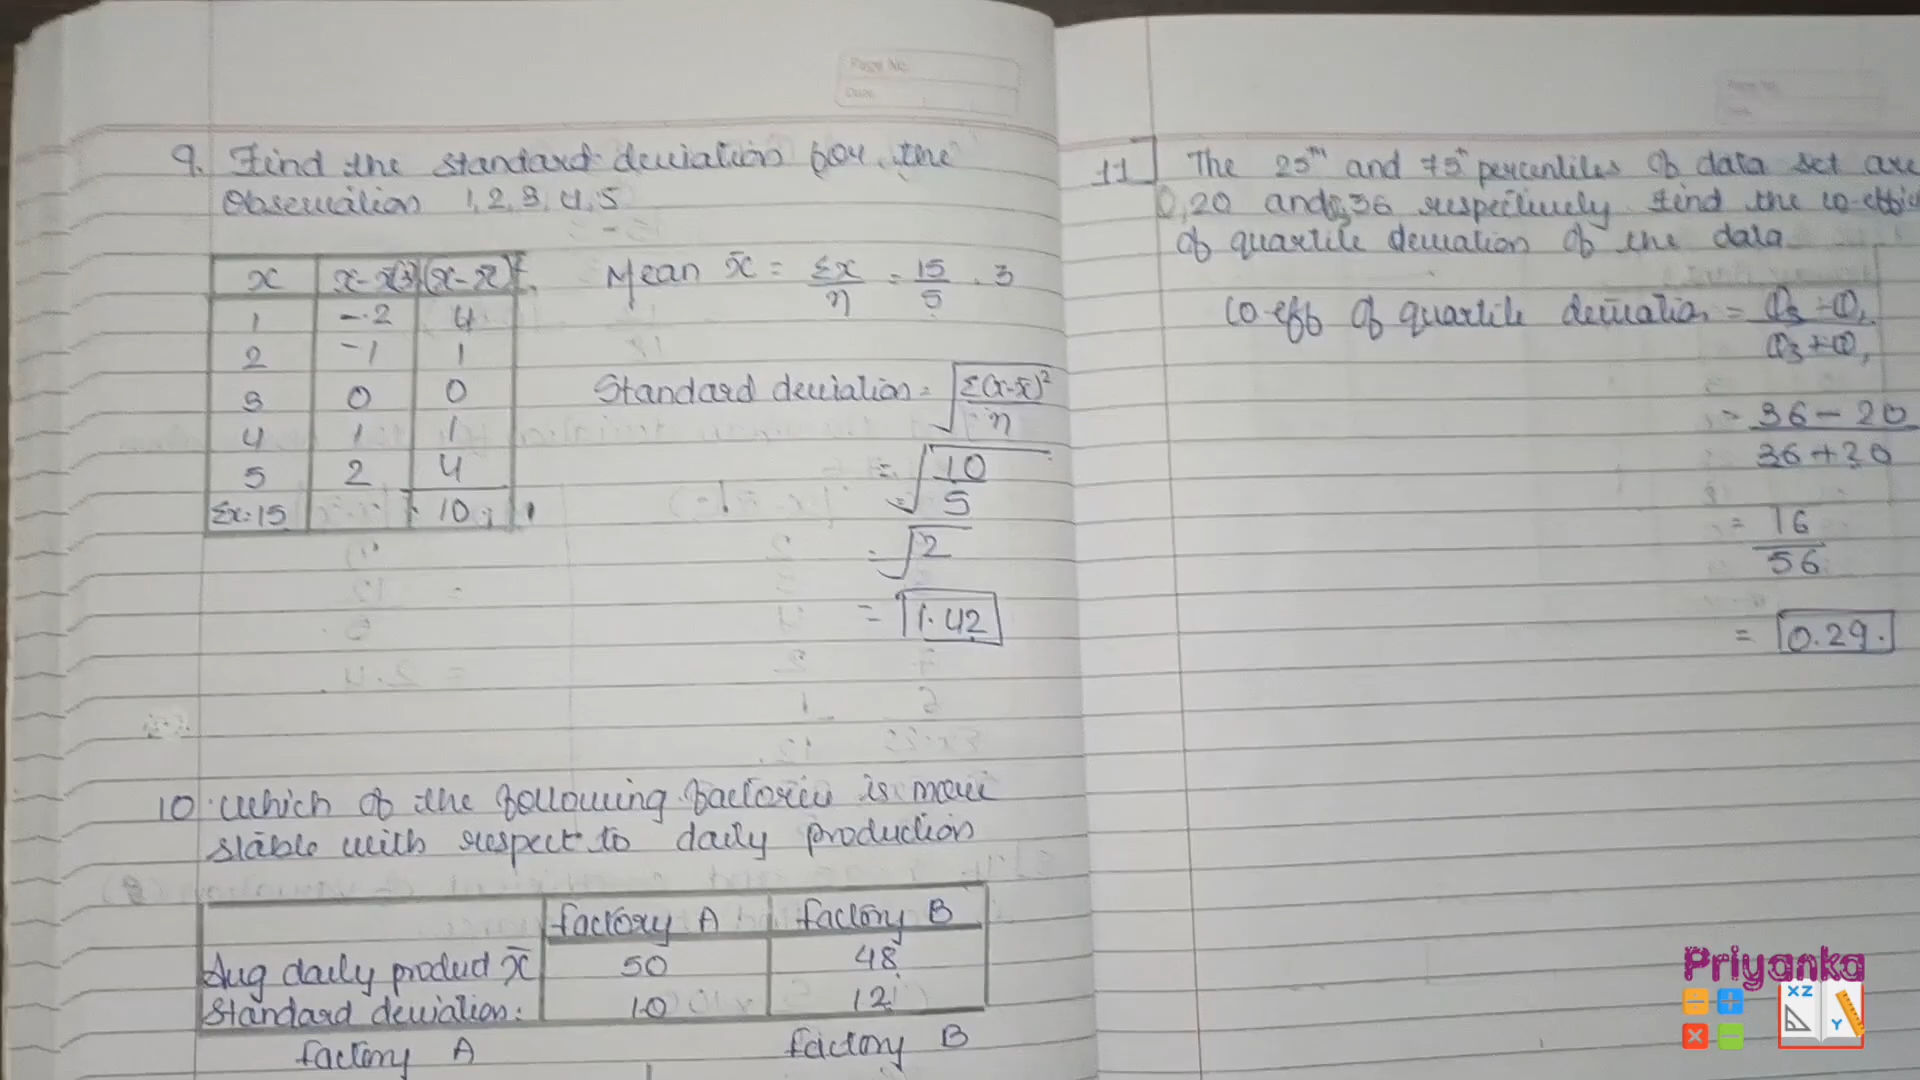 Page No.
Date
9. Find the standard deviation for the
observation 1, 2, 3, 4, 5
x x-x̄(3) (x-x̄)²
1 -2 4
2 -1 1
3 0 0
4 1 1
5 2 4
Σx=15 10
Mean x̄ = Σx/n = 15/5 = 3
Standard deviation = √Σ(x-x̄)²/n
= √10/5
= √2
= 1.42
10. Which of the following factories is more
stable with respect to daily production
factory A factory B
Avg daily product x̄ 50 48
Standard deviation: 10 12
factory A factory B
11] The 25th and 75th percentiles of data set are
20 and 36 respectively find the co-effici
of quartile deviation of the data
Co-eff of quartile deviation = Q₃-Q₁/Q₃+Q₁
= 36-20/36+20
= 16/56
= 0.29.
Priyanka
XZ
Y